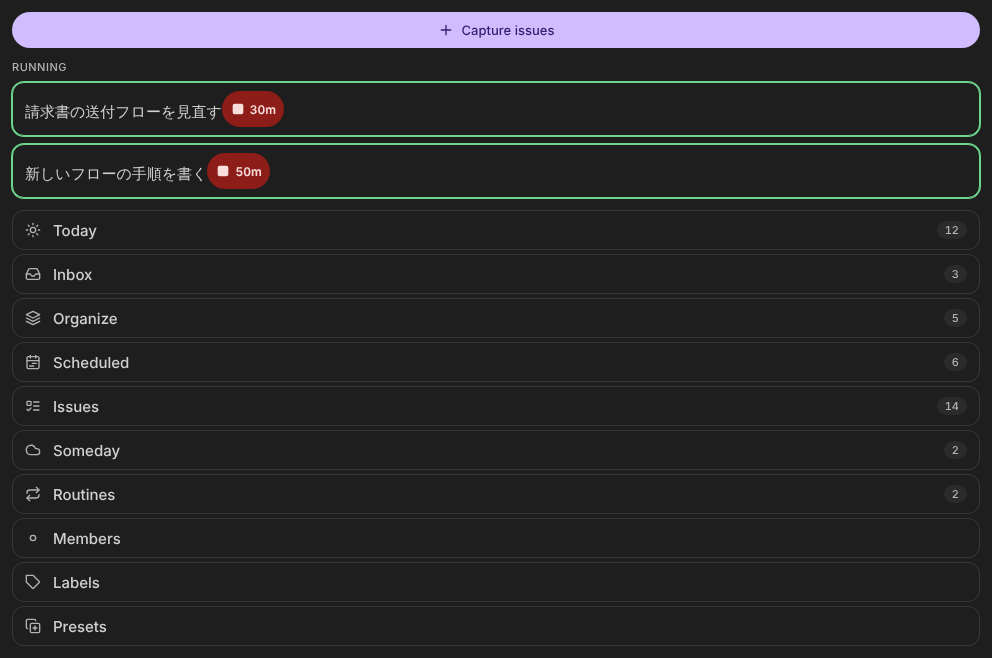 Capture issues
RUNNING
請求書の送付フローを見直す 30m
新しいフローの手順を書く 50m
Today 12
Inbox 3
Organize 5
Scheduled 6
Issues 14
Someday 2
Routines 2
Members
Labels
Presets